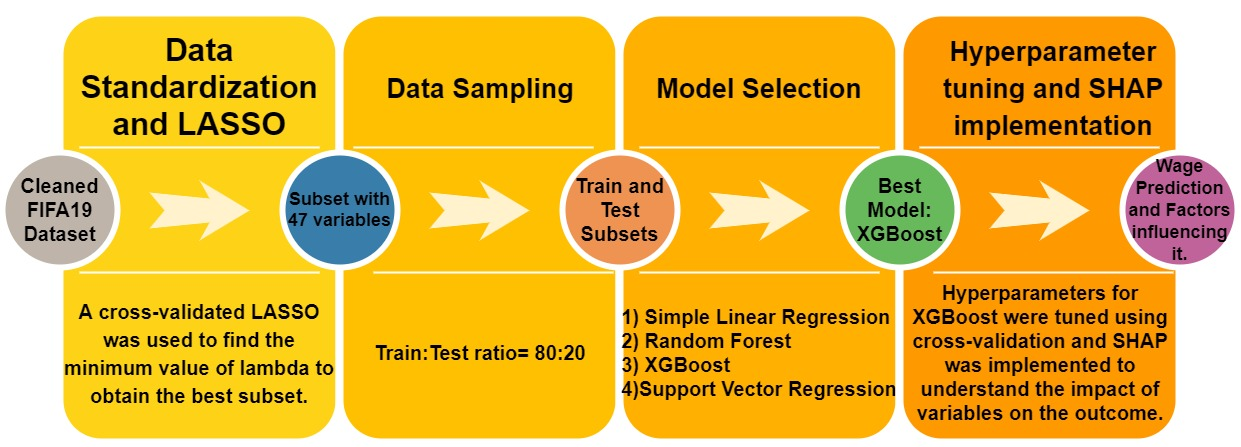 Data
Standardization
and LASSO
Data Sampling
Model Selection
Hyperparameter
tuning and SHAP
implementation
Cleaned
FIFA19
Dataset
Subset with
47 variables
Train and
Test
Subsets
Best
Model:
XGBoost
Wage
Prediction
and Factors
influencing
it.
A cross-validated LASSO
was used to find the
minimum value of lambda to
obtain the best subset.
Train:Test ratio= 80:20
1) Simple Linear Regression
2) Random Forest
3) XGBoost
4)Support Vector Regression
Hyperparameters for
XGBoost were tuned using
cross-validation and SHAP
was implemented to
understand the impact of
variables on the outcome.